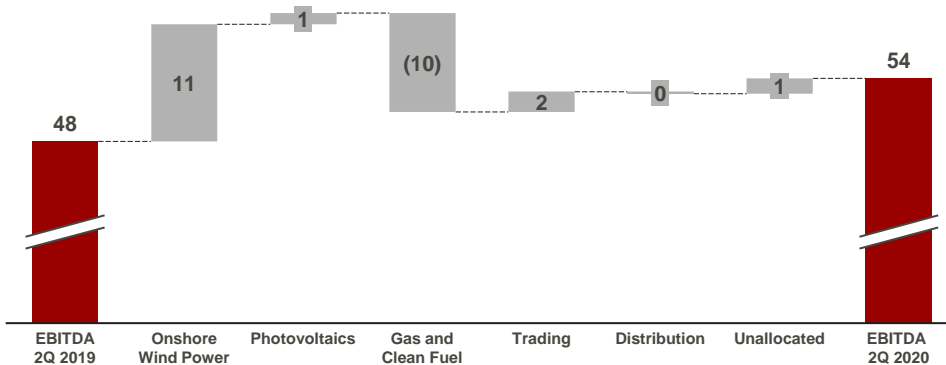 48
11
1
(10)
2
0
1
54
EBITDA
2Q 2019
Onshore
Wind Power
Photovoltaics
Gas and
Clean Fuel
Trading
Distribution
Unallocated
EBITDA
2Q 2020